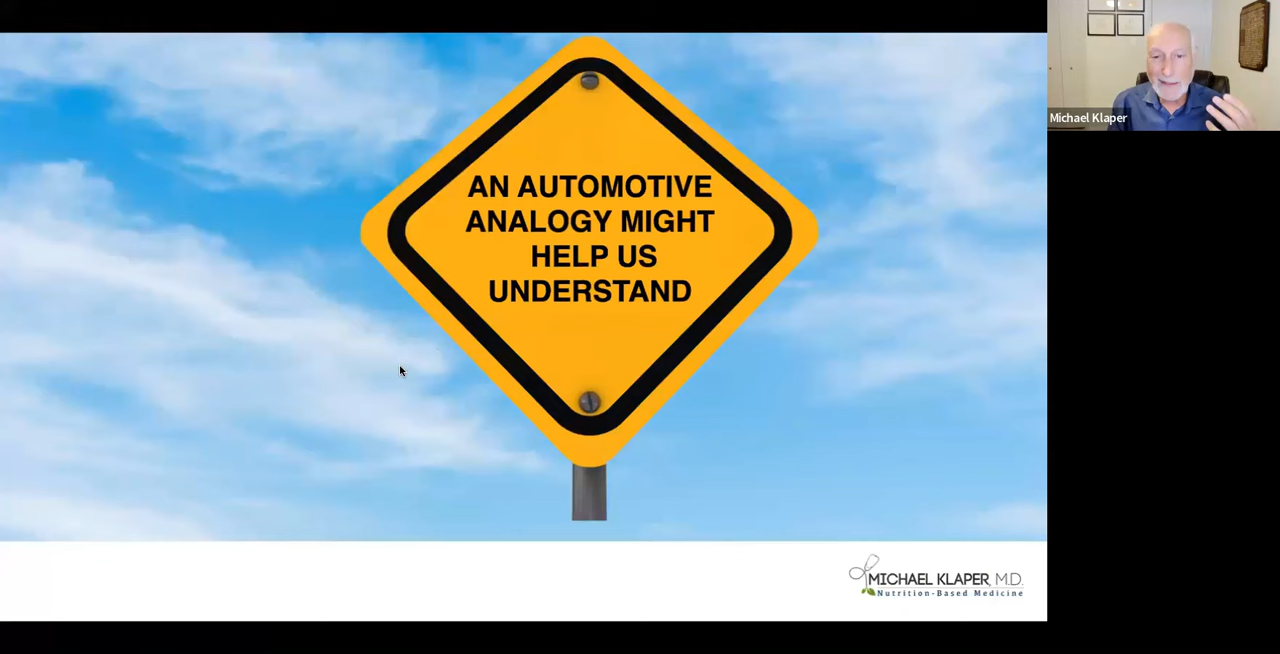 AN AUTOMOTIVE
ANALOGY MIGHT
HELP US
UNDERSTAND
Michael Klaper
MICHAEL KLAPER, M.D.
Nutrition-Based Medicine